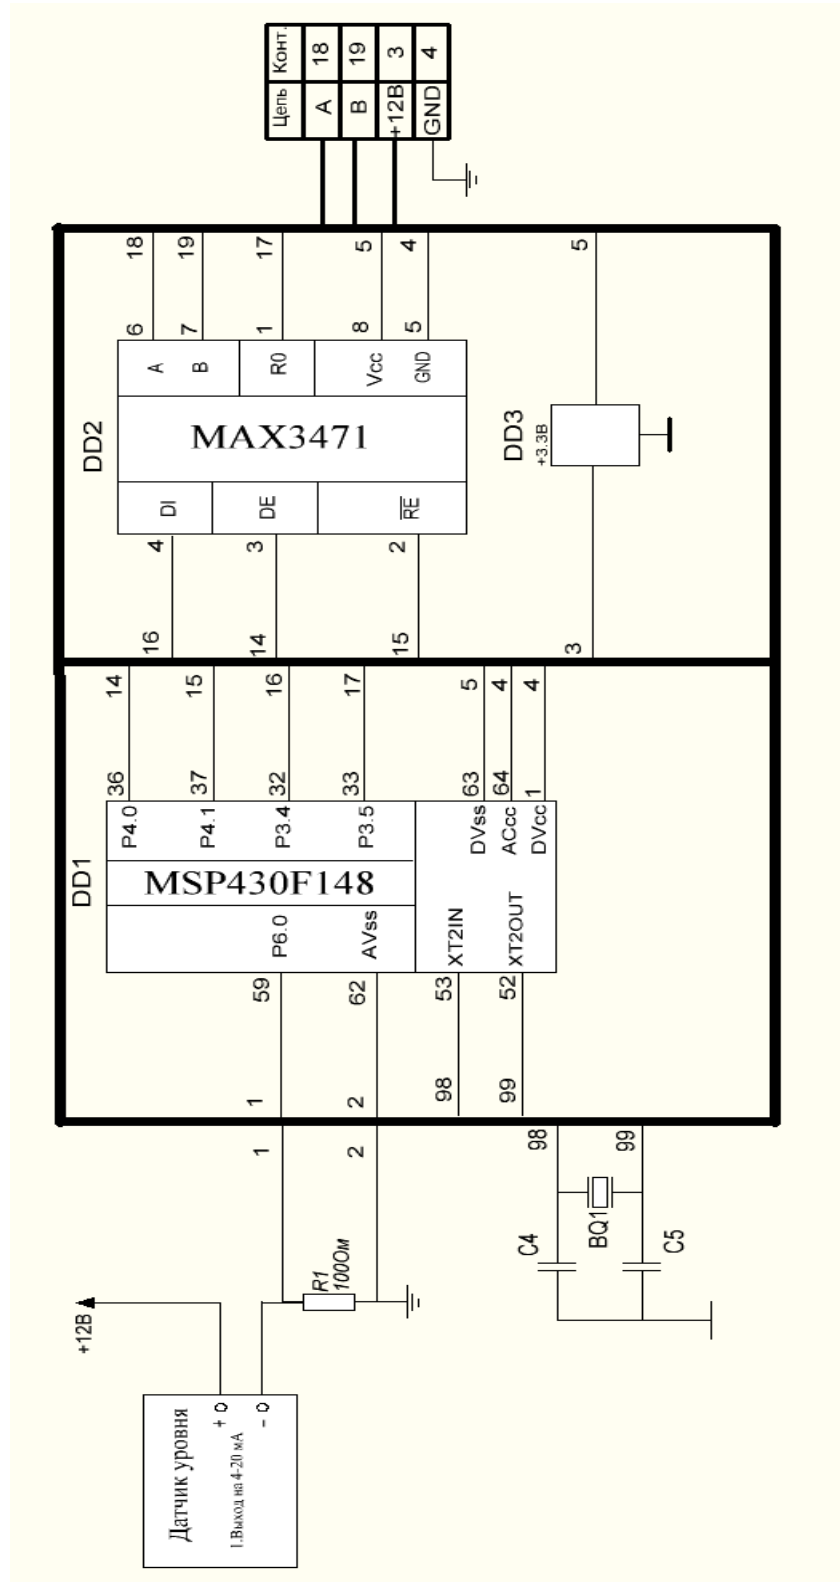 Датчик уровня
1.Выход на 4-20 мА
+ 0
- 0
+12В
R1
100Ом
1
2
C4
BQ1
C5
98
99
1
2
98
99
59
62
53
52
DD1
MSP430F148
P6.0
AVss
XT2IN
XT2OUT
P4.0
P4.1
P3.4
P3.5
DVss
ACcc
DVcc
36
37
32
33
63
64
1
14
15
16
17
5
4
4
16
14
15
3
4
3
2
DD2
MAX3471
DI
DE
RE
A
B
R0
Vcc
GND
6
7
1
8
5
18
19
17
5
4
DD3
+3.3В
5
Цепь Конт.
A 18
B 19
+12В 3
GND 4